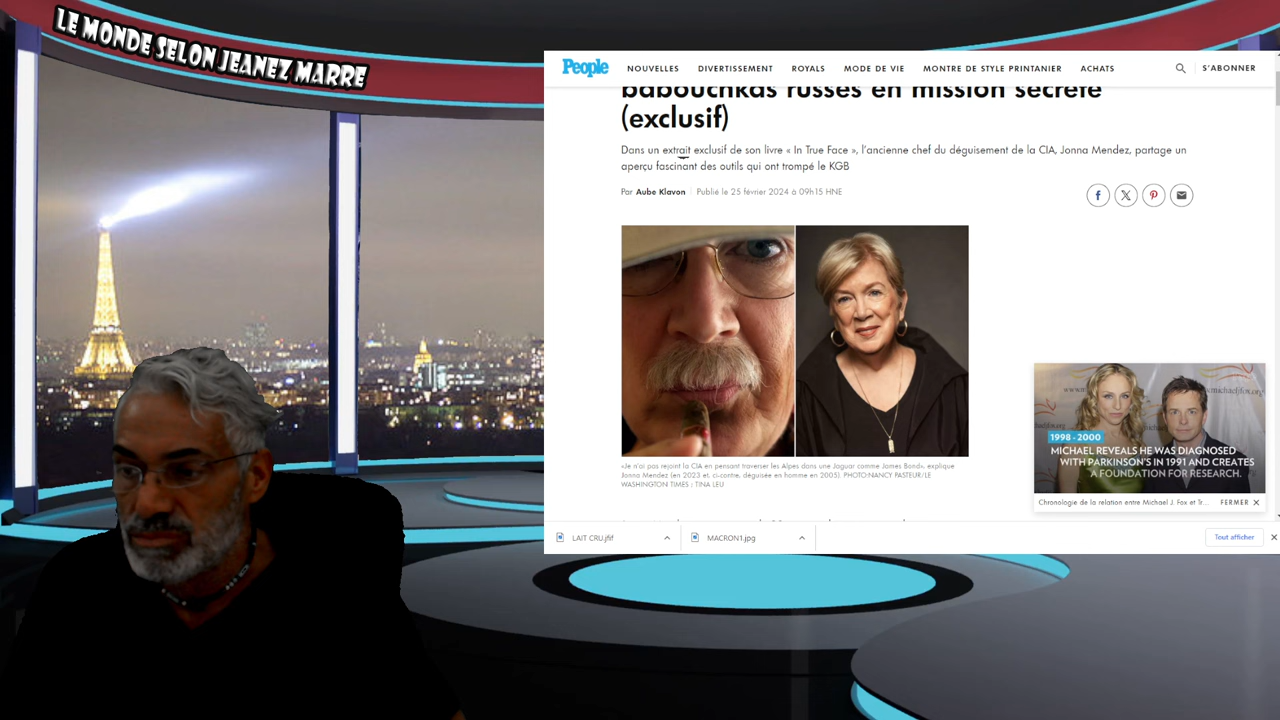 LE MONDE SELON JEANEZ MARRE
People
NOUVELLES
DIVERTISSEMENT
ROYALS
MODE DE VIE
MONTRE DE STYLE PRINTANIER
ACHATS
S'ABONNER
babouchkas russes en mission secrète
(exclusif)
Dans un extrait exclusif de son livre « In True Face », l'ancienne chef du déguisement de la CIA, Jonna Mendez, partage un
aperçu fascinant des outils qui ont trompé le KGB
Par Aube Klavon
Publié le 25 février 2024 à 09h15 HNE
«Je n'ai pas rejoint la CIA en pensant traverser les Alpes dans une Jaguar comme James Bond», explique
Jonna Mendez (en 2023 et, ci-contre, déguisée en homme en 2005). PHOTO:NANCY PASTEUR/LE
WASHINGTON TIMES ; TINA LEU
1998 - 2000
MICHAEL REVEALS HE WAS DIAGNOSED
WITH PARKINSON'S IN 1991 AND CREATES
A FOUNDATION FOR RESEARCH.
Chronologie de la relation entre Michael J. Fox et Tr...
FERMER ✕
LAIT CRU.jfif
MACRON1.jpg
Tout afficher